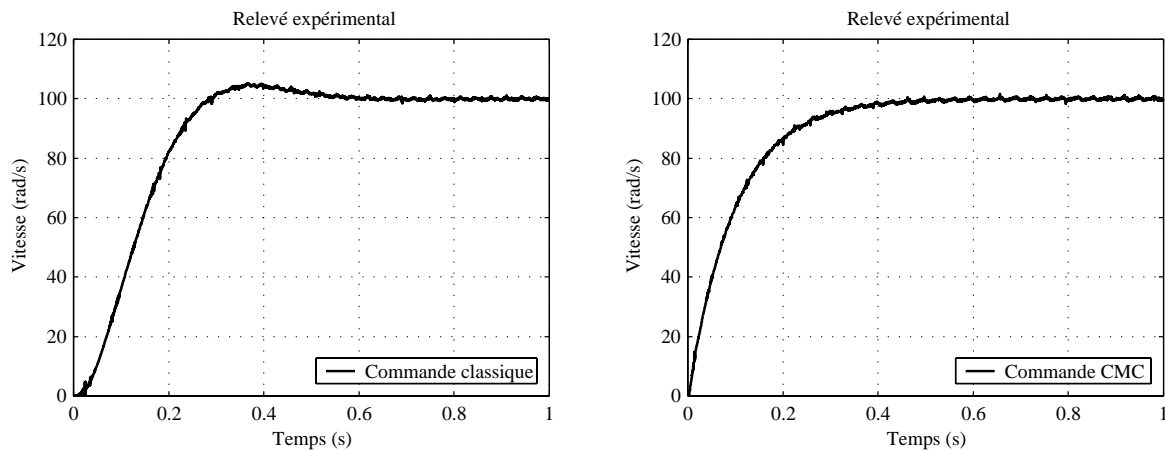 Relevé expérimental
120
100
80
60
40
20
0
Vitesse (rad/s)
Commande classique
0 0.2 0.4 0.6 0.8 1
Temps (s)
Relevé expérimental
120
100
80
60
40
20
0
Vitesse (rad/s)
Commande CMC
0 0.2 0.4 0.6 0.8 1
Temps (s)